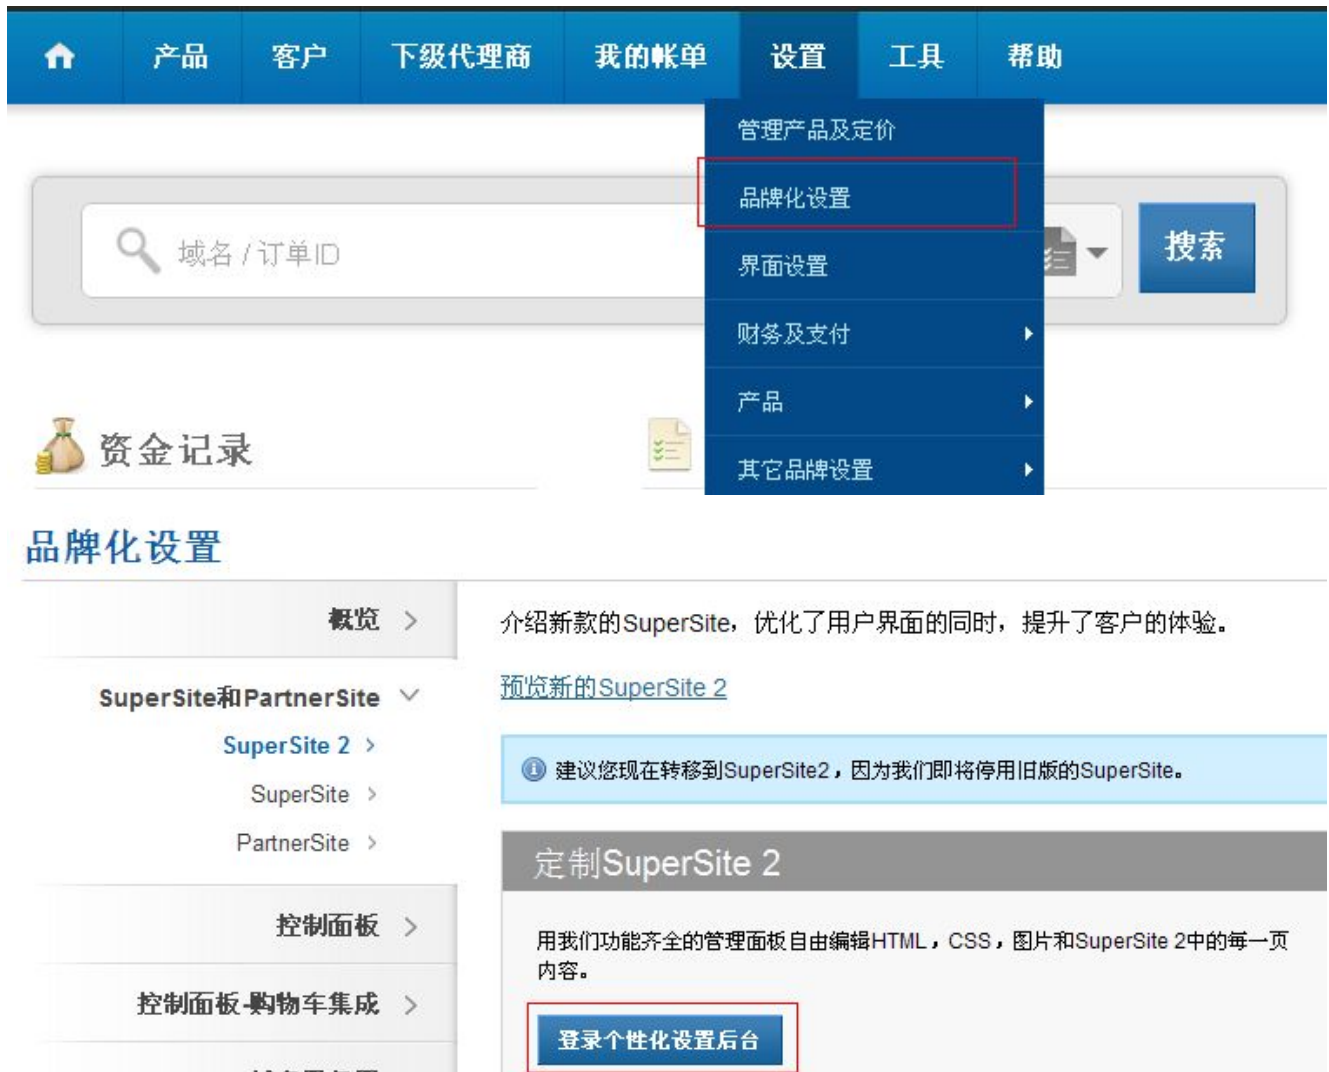 产品 客户 下级代理商 我的帐单 设置 工具 帮助
管理产品及定价
品牌化设置
域名 / 订单ID
搜索
界面设置
财务及支付
产品
资金记录
其它品牌设置
品牌化设置
概览
介绍新款的SuperSite，优化了用户界面的同时，提升了客户的体验。
SuperSite和PartnerSite
预览新的SuperSite 2
SuperSite 2
建议您现在转移到SuperSite2，因为我们即将停用旧版的SuperSite。
SuperSite
PartnerSite
定制SuperSite 2
控制面板
用我们功能齐全的管理面板自由编辑HTML，CSS，图片和SuperSite 2中的每一页
内容。
控制面板-购物车集成
登录个性化设置后台